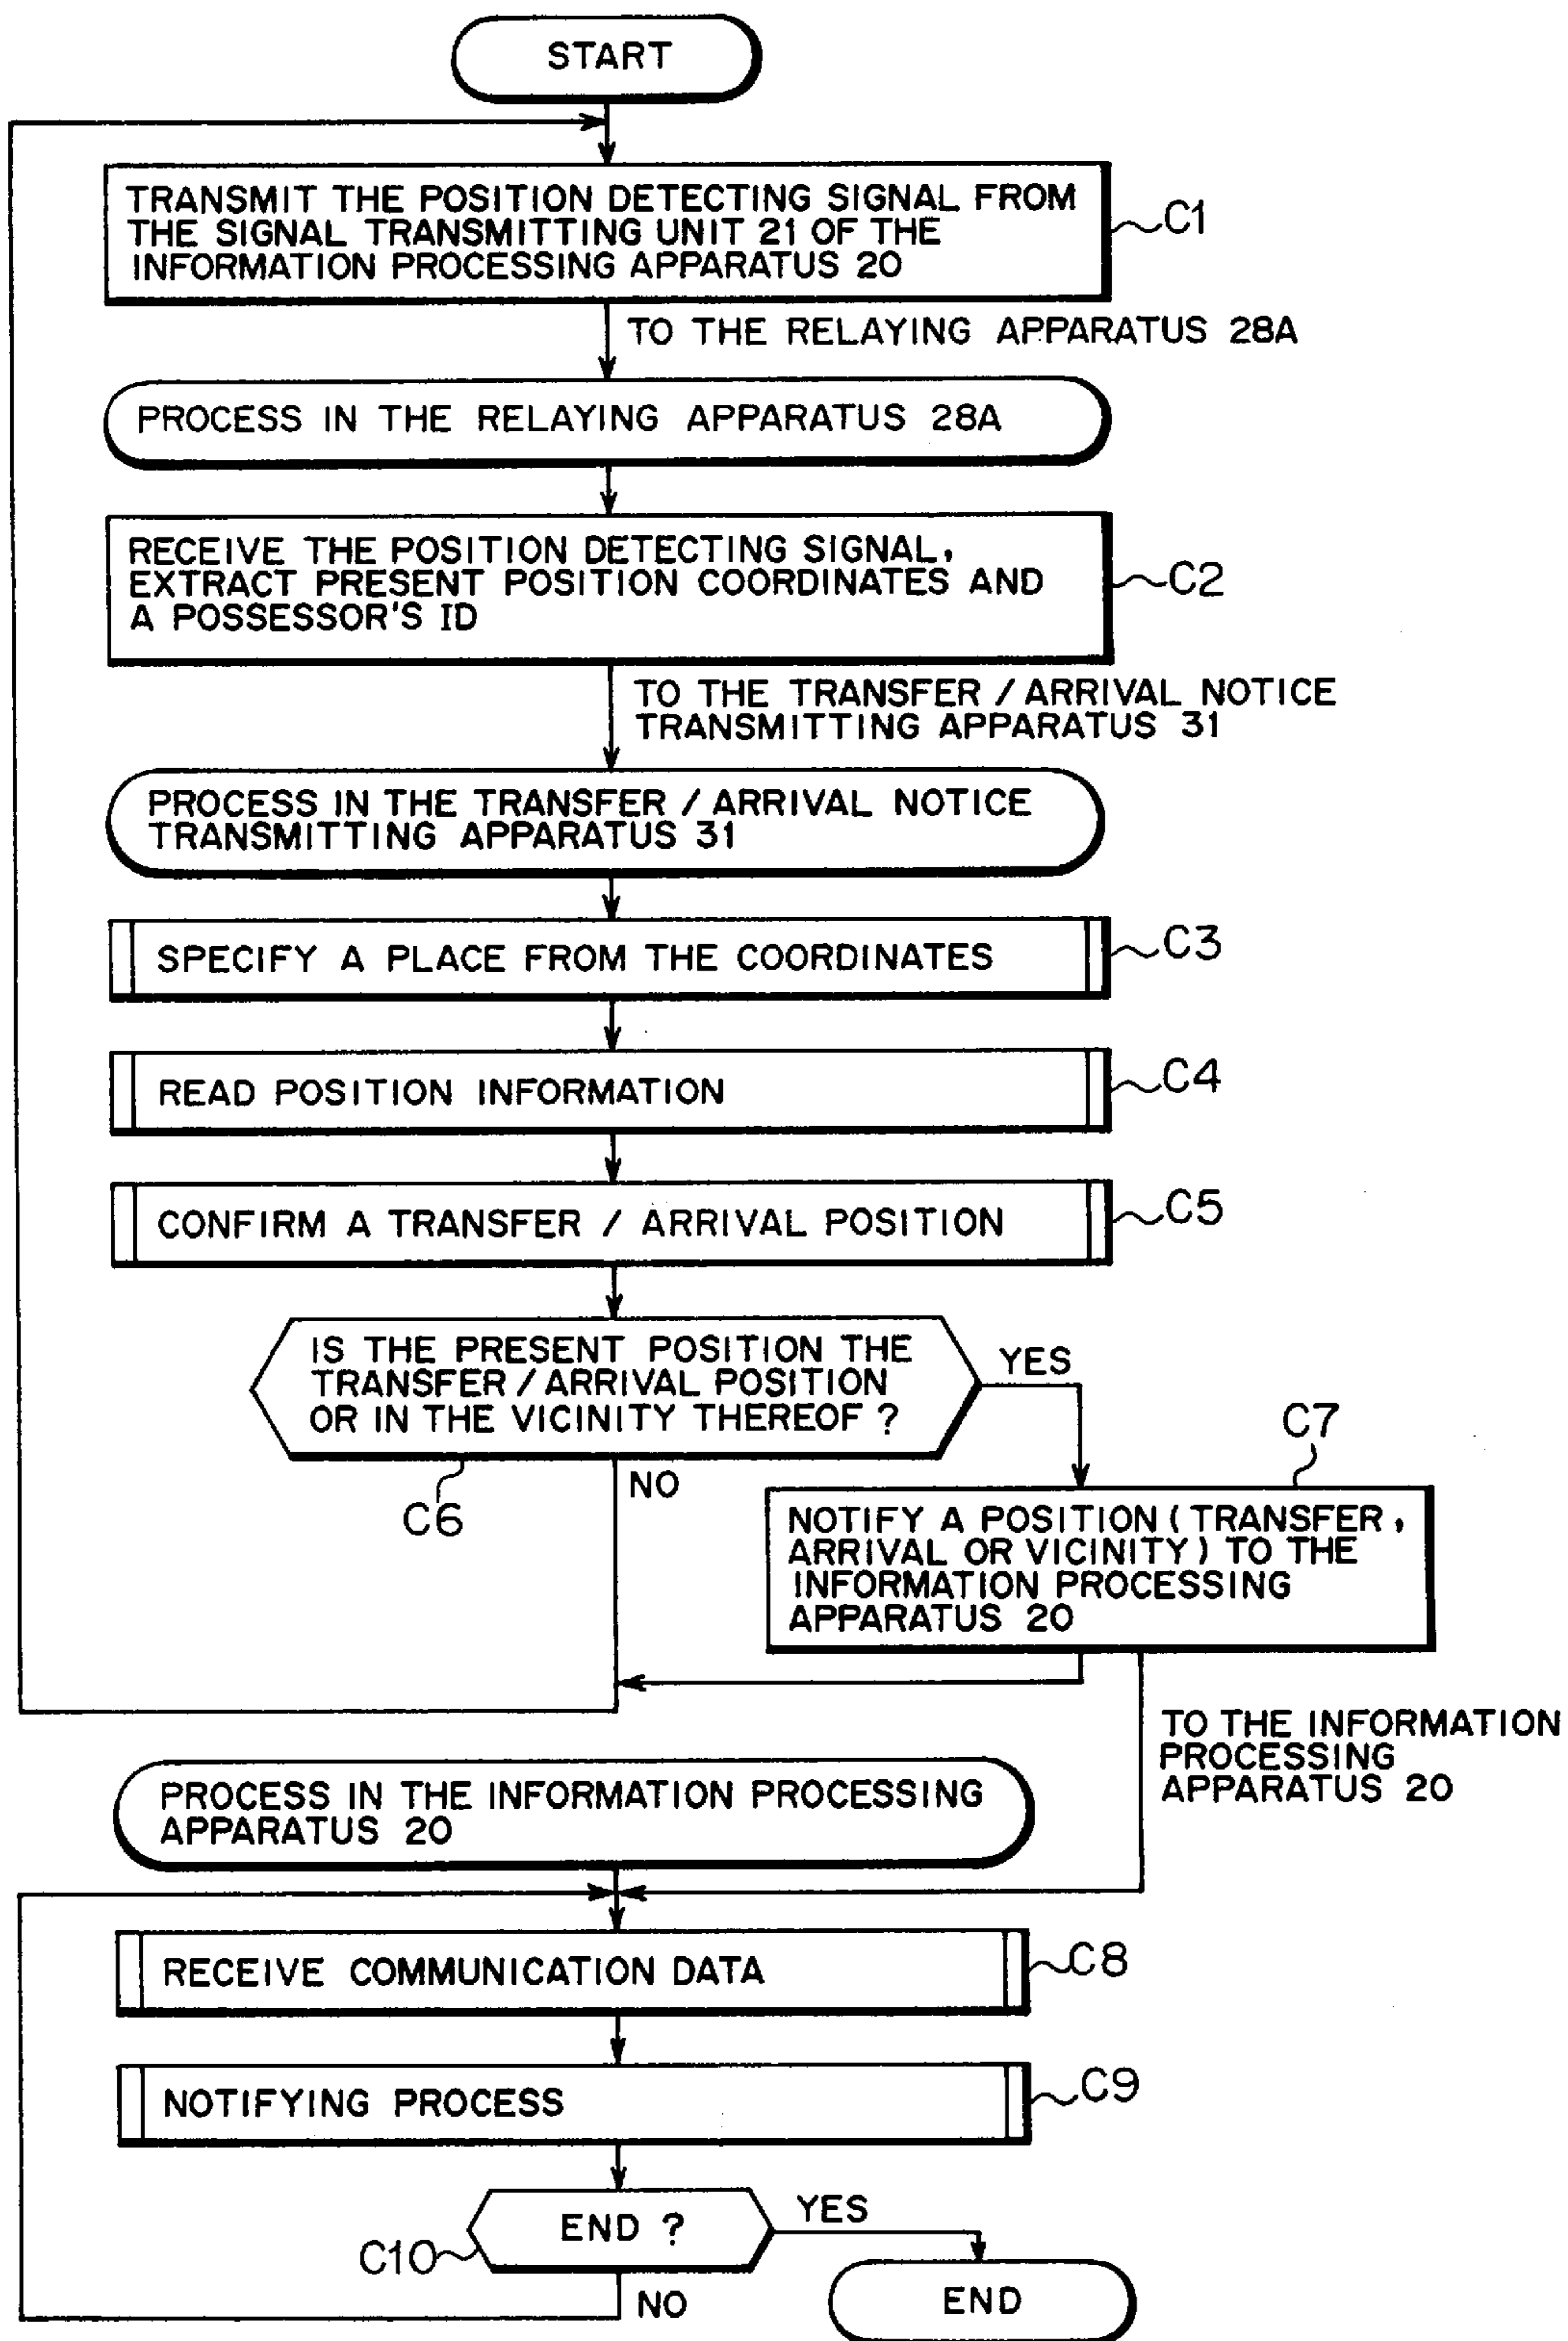 START
TRANSMIT THE POSITION DETECTING SIGNAL FROM
THE SIGNAL TRANSMITTING UNIT 21 OF THE
INFORMATION PROCESSING APPARATUS 20
C1
TO THE RELAYING APPARATUS 28A
PROCESS IN THE RELAYING APPARATUS 28A
RECEIVE THE POSITION DETECTING SIGNAL,
EXTRACT PRESENT POSITION COORDINATES AND
A POSSESSOR'S ID
C2
TO THE TRANSFER / ARRIVAL NOTICE
TRANSMITTING APPARATUS 31
PROCESS IN THE TRANSFER / ARRIVAL NOTICE
TRANSMITTING APPARATUS 31
SPECIFY A PLACE FROM THE COORDINATES
C3
READ POSITION INFORMATION
C4
CONFIRM A TRANSFER / ARRIVAL POSITION
C5
IS THE PRESENT POSITION THE
TRANSFER / ARRIVAL POSITION
OR IN THE VICINITY THEREOF ?
YES
C6
NO
C7
NOTIFY A POSITION ( TRANSFER ,
ARRIVAL OR VICINITY ) TO THE
INFORMATION PROCESSING
APPARATUS 20
TO THE INFORMATION
PROCESSING
APPARATUS 20
PROCESS IN THE INFORMATION PROCESSING
APPARATUS 20
RECEIVE COMMUNICATION DATA
C8
NOTIFYING PROCESS
C9
END ?
YES
C10
NO
END